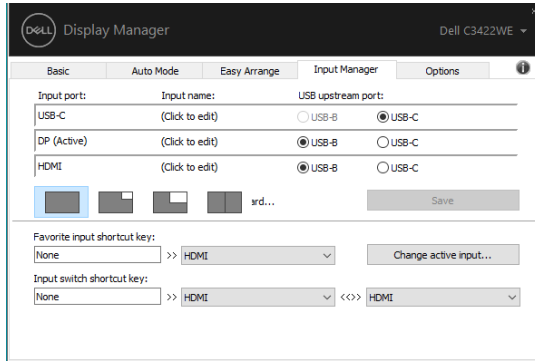 DELL Display Manager Dell C3422WE
Basic Auto Mode Easy Arrange Input Manager Options
Input port: Input name: USB upstream port:
USB-C (Click to edit) USB-B USB-C
DP (Active) (Click to edit) USB-B USB-C
HDMI (Click to edit) USB-B USB-C
ard... Save
Favorite input shortcut key:
None >> HDMI Change active input...
Input switch shortcut key:
None >> HDMI <<>> HDMI